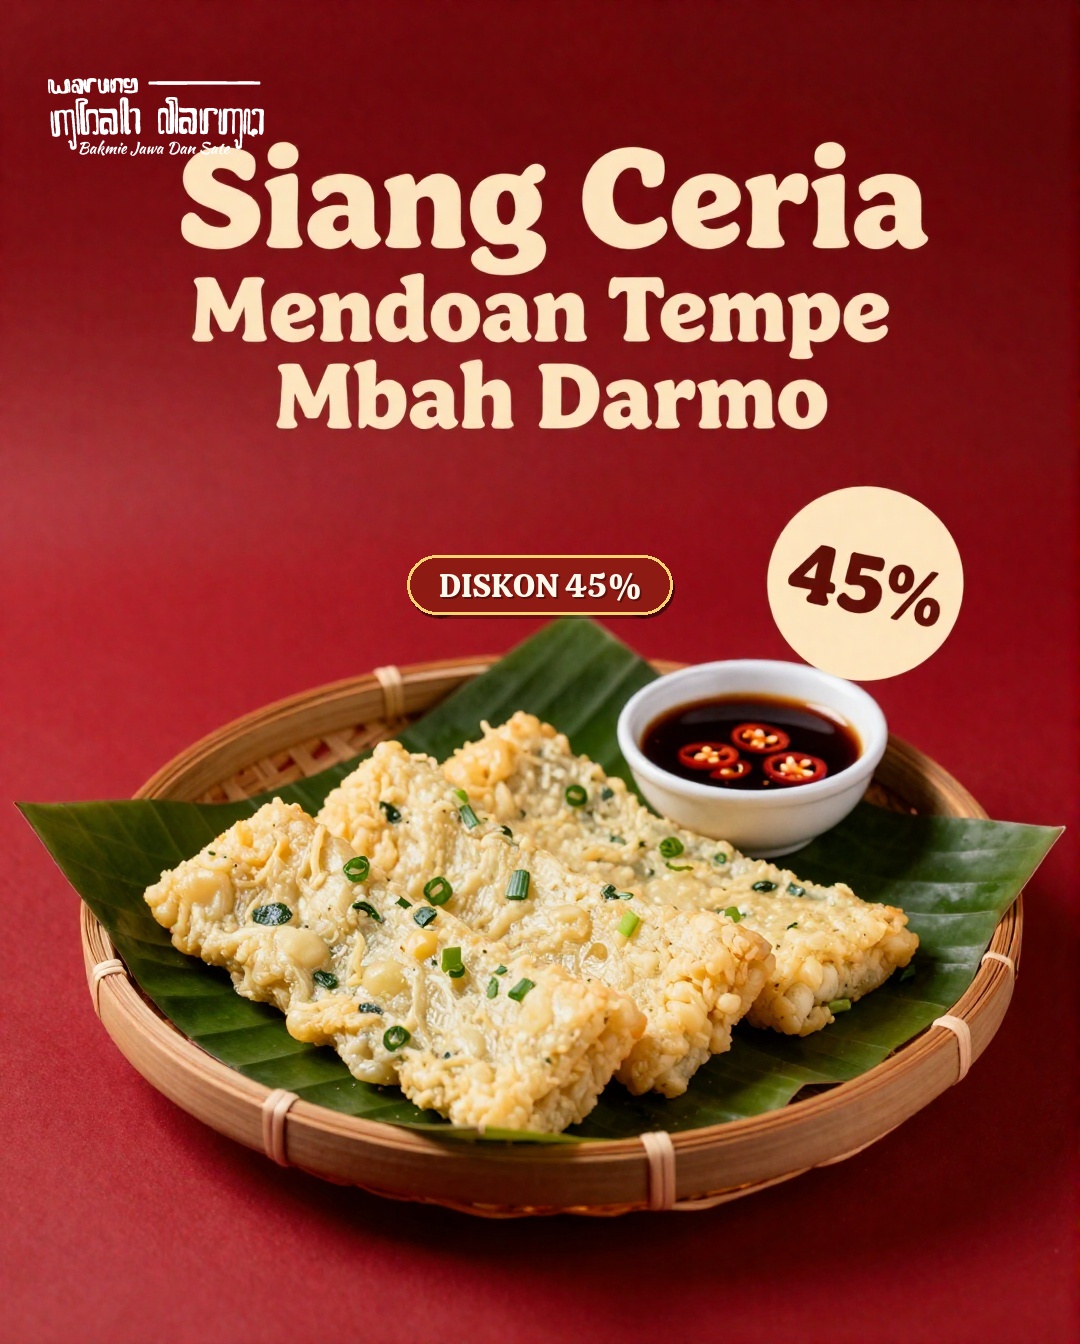 warung
mbah darmo
Bakmie Jawa Dan Sate
Siang Ceria
Mendoan Tempe
Mbah Darmo
DISKON 45%
45%